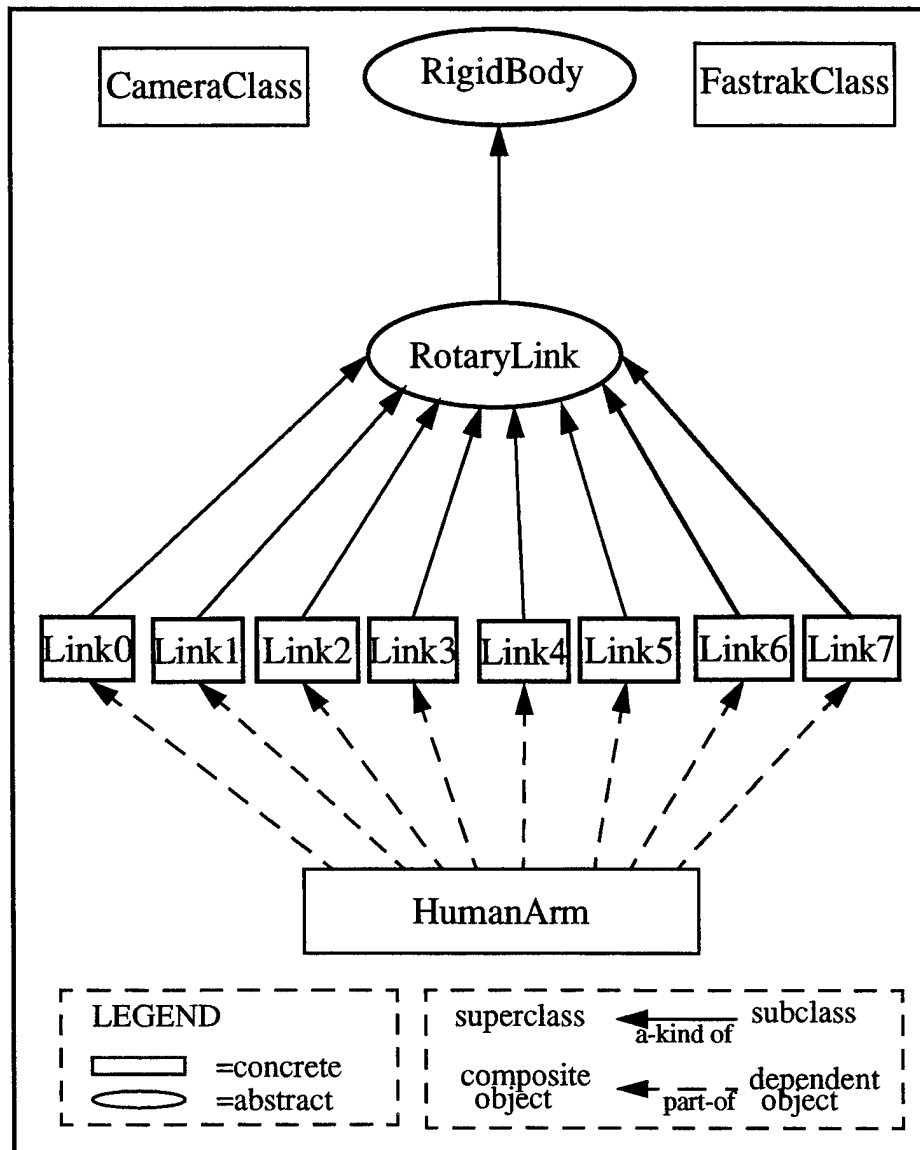 CameraClass
RigidBody
FastrakClass
RotaryLink
Link0
Link1
Link2
Link3
Link4
Link5
Link6
Link7
HumanArm
LEGEND
=concrete
=abstract
superclass
a-kind of
subclass
composite
object
part-of
dependent
object